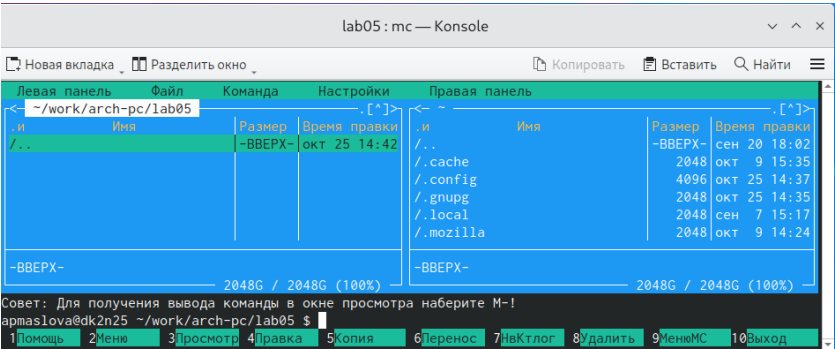 lab05 : mc — Konsole
Новая вкладка Разделить окно Копировать Вставить Найти
Левая панель Файл Команда Настройки Правая панель
<- ~/work/arch-pc/lab05 .[^]> <- ~ .[^]>
.и Имя Размер Время правки .и Имя Размер Время правки
/.. -ВВЕРХ- окт 25 14:42 /.. -ВВЕРХ- сен 20 18:02
/.cache 2048 окт 9 15:35
/.config 4096 окт 25 14:37
/.gnupg 2048 окт 25 14:35
/.local 2048 сен 7 15:17
/.mozilla 2048 окт 9 14:24
-ВВЕРХ- -ВВЕРХ-
2048G / 2048G (100%) 2048G / 2048G (100%)
Совет: Для получения вывода команды в окне просмотра наберите M-!
apmaslova@dk2n25 ~/work/arch-pc/lab05 $
1Помощь 2Меню 3Просмотр 4Правка 5Копия 6Перенос 7НвКтлог 8Удалить 9МенюMC 10Выход